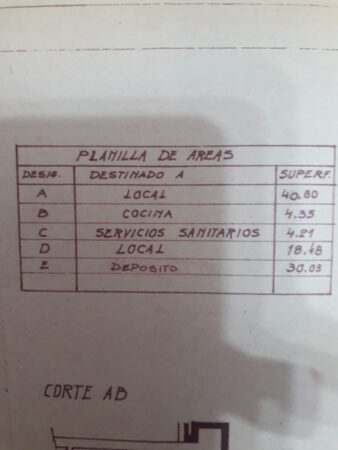 PLANILLA DE AREAS
DESIG. DESTINADO A SUPERF.
A LOCAL 40.80
B COCINA 4.35
C SERVICIOS SANITARIOS 4.21
D LOCAL 18.48
E DEPOSITO 30.03
CORTE AB